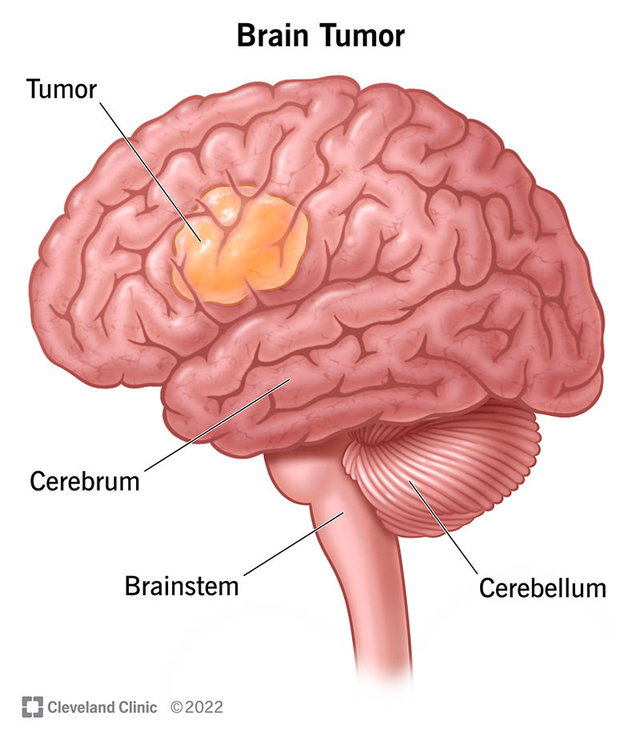 Brain Tumor
Tumor
Cerebrum
Brainstem
Cerebellum
Cleveland Clinic ©2022